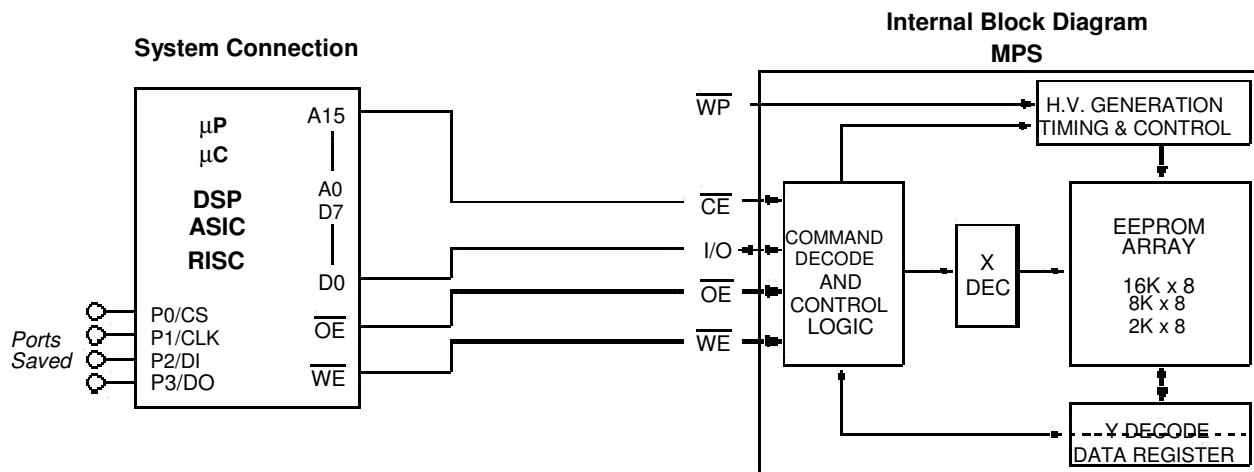 System Connection
µP
µC
DSP
ASIC
RISC
A15
A0
D7
D0
OE
WE
P0/CS
P1/CLK
P2/DI
P3/DO
Ports
Saved
Internal Block Diagram
MPS
WP
CE
I/O
OE
WE
H.V. GENERATION
TIMING & CONTROL
COMMAND
DECODE
AND
CONTROL
LOGIC
X
DEC
EEPROM
ARRAY
16K x 8
8K x 8
2K x 8
Y DECODE
DATA REGISTER